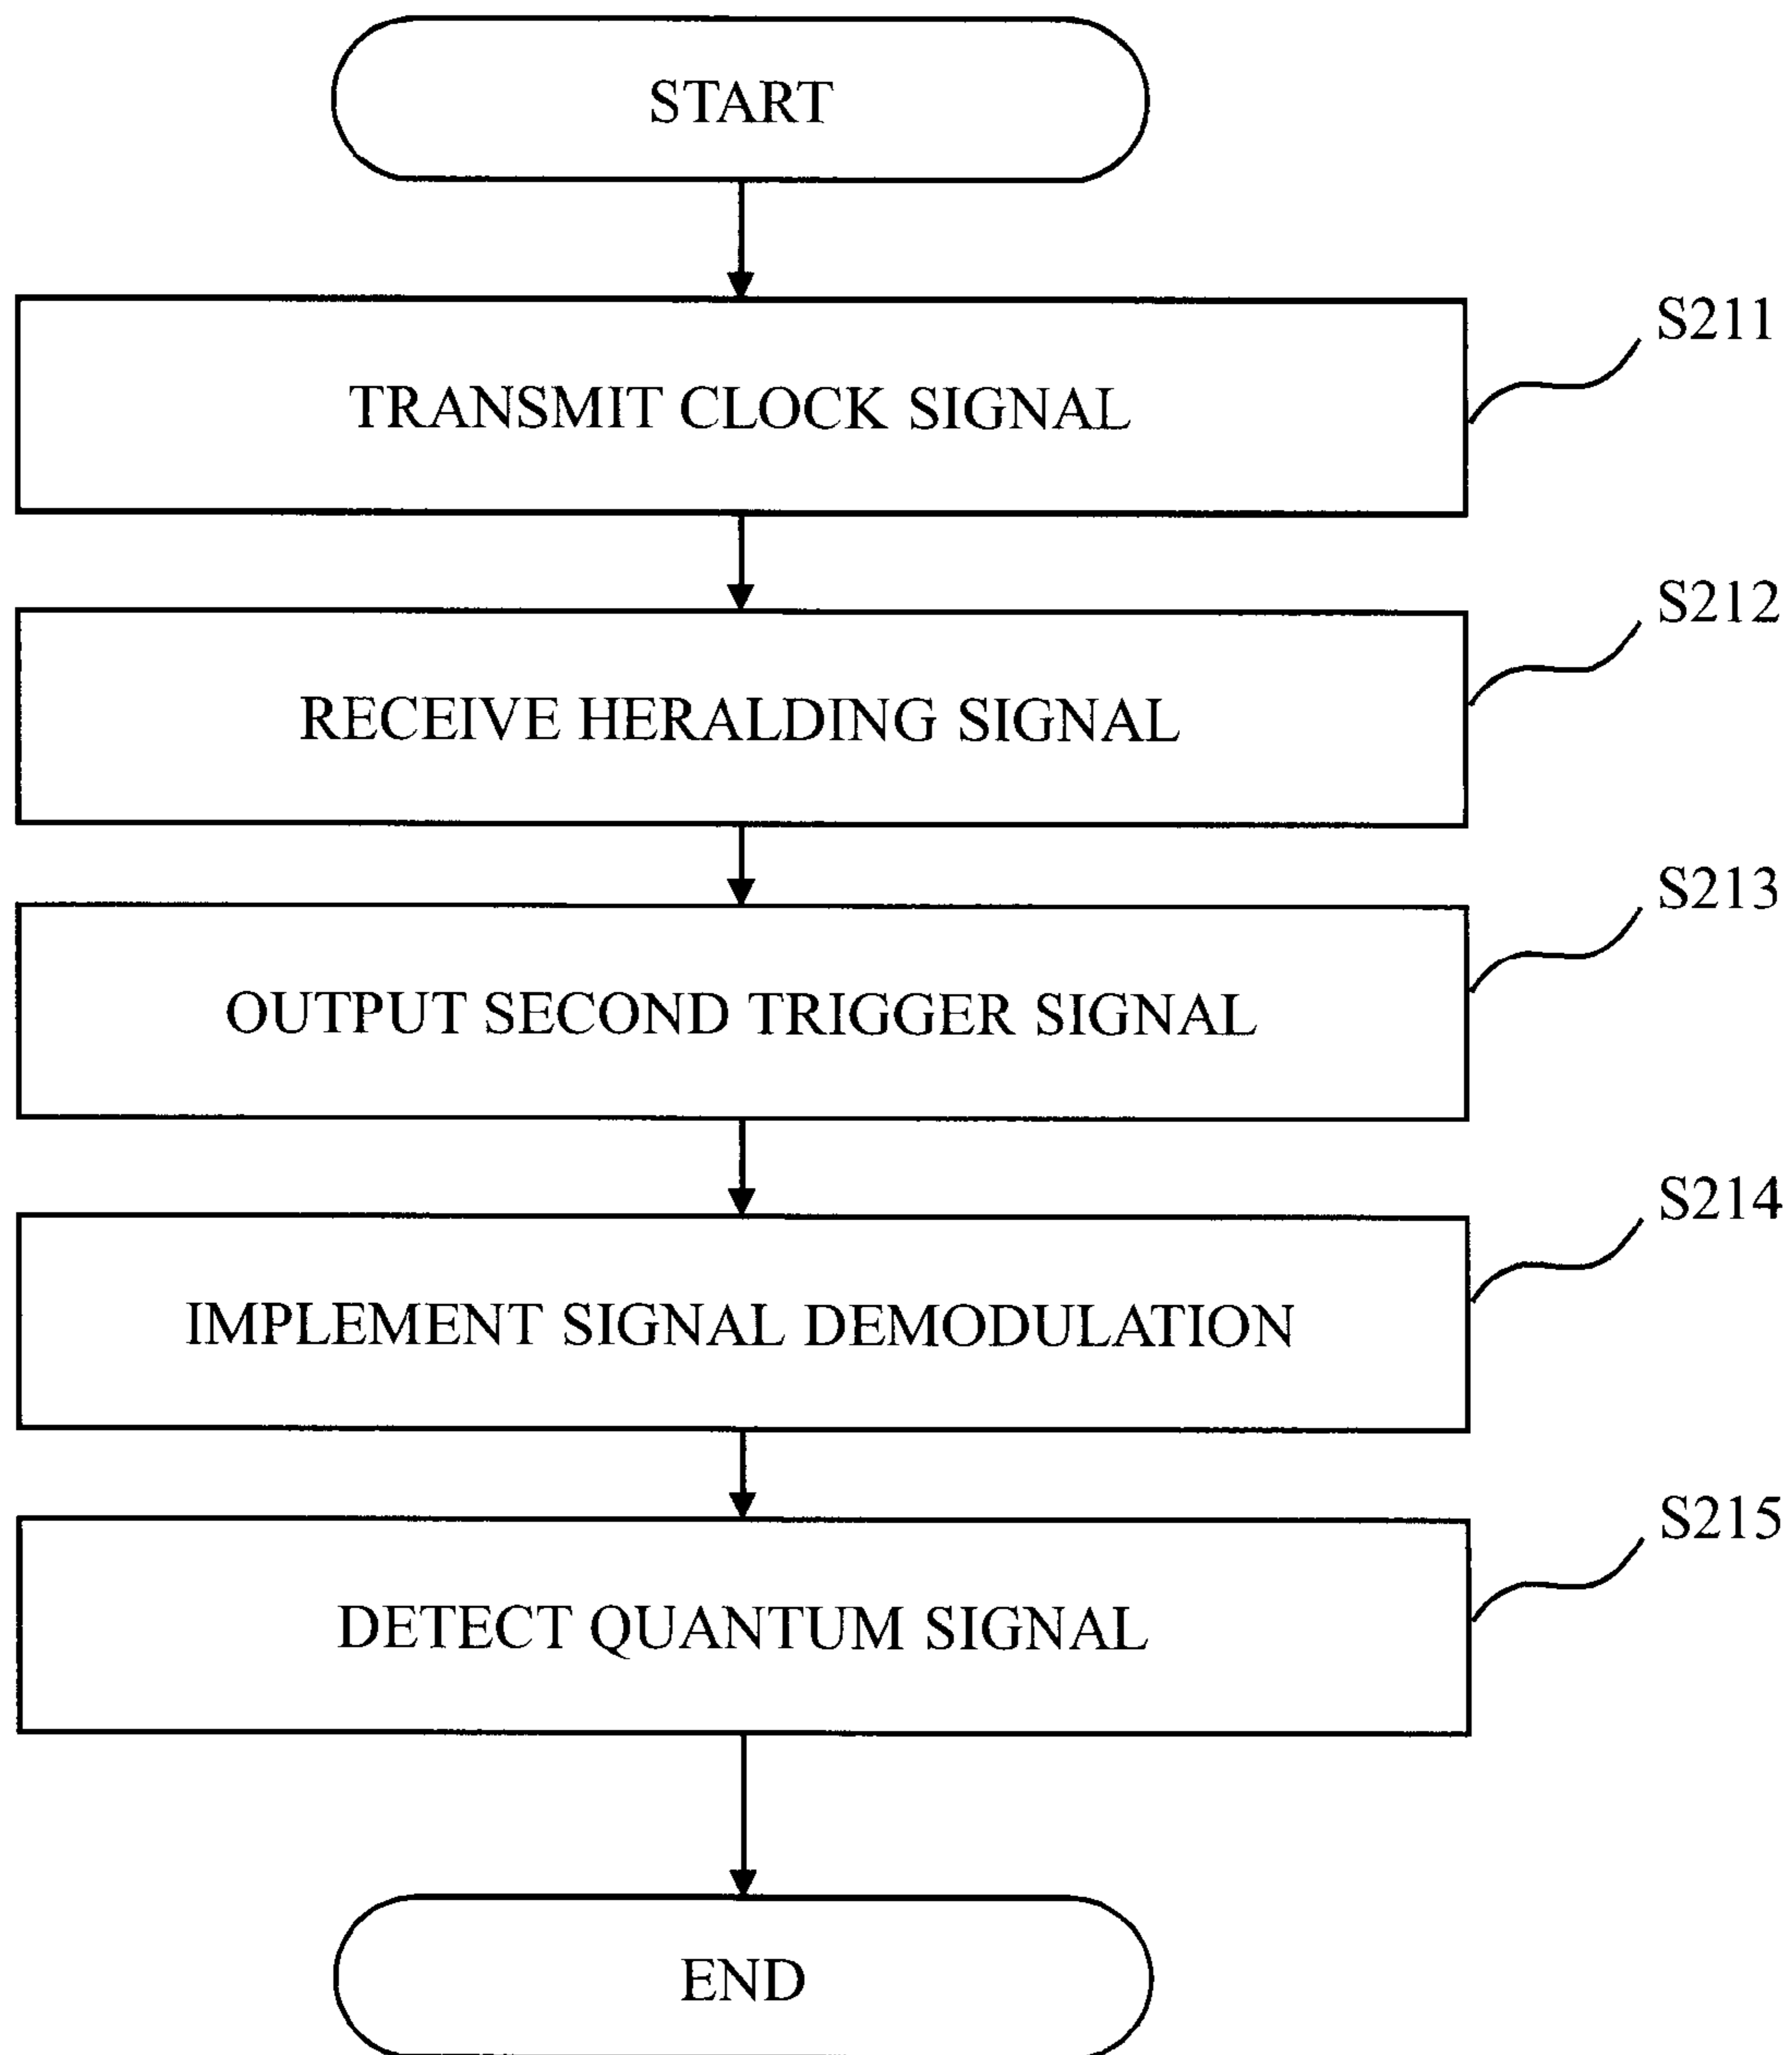 START
S211
TRANSMIT CLOCK SIGNAL
S212
RECEIVE HERALDING SIGNAL
S213
OUTPUT SECOND TRIGGER SIGNAL
S214
IMPLEMENT SIGNAL DEMODULATION
S215
DETECT QUANTUM SIGNAL
END